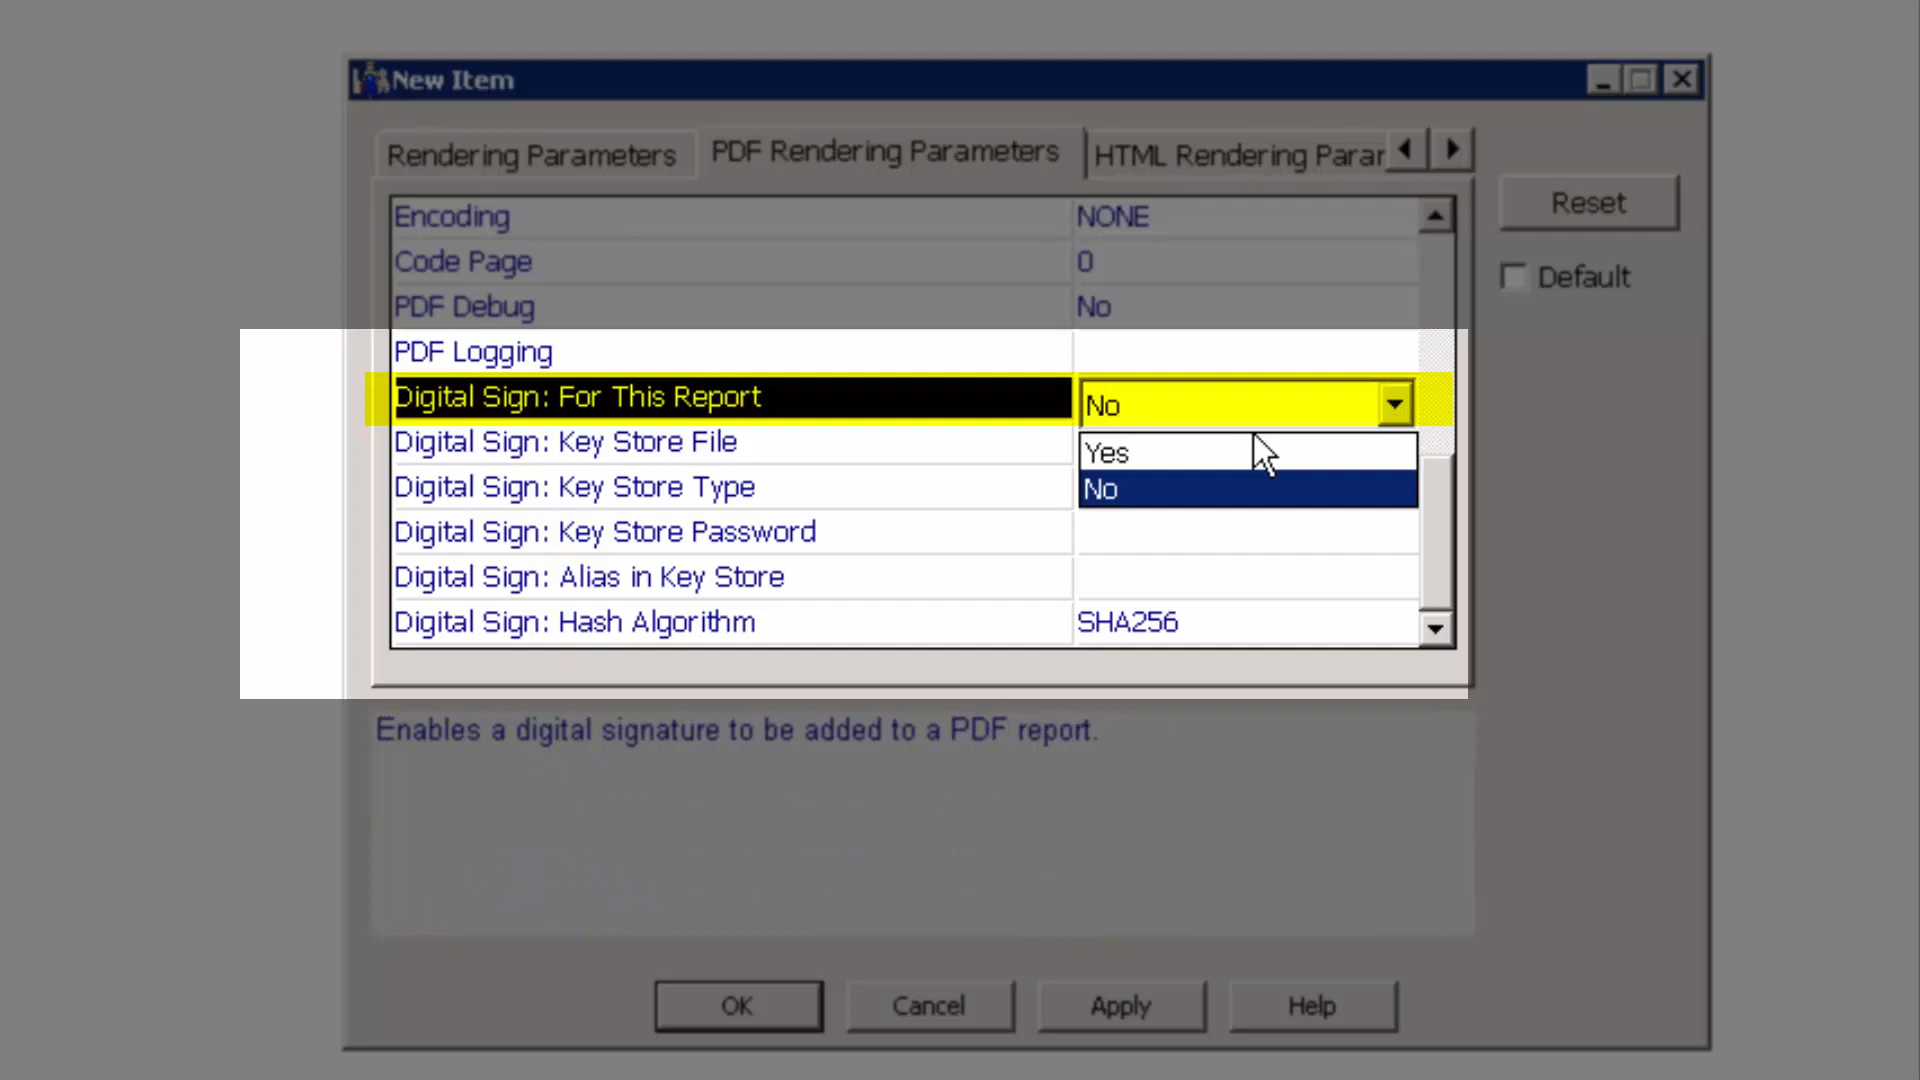 New Item
Rendering Parameters PDF Rendering Parameters HTML Rendering Parar
Reset
Default
Encoding NONE
Code Page 0
PDF Debug No
PDF Logging
Digital Sign: For This Report No
Digital Sign: Key Store File Yes
Digital Sign: Key Store Type No
Digital Sign: Key Store Password
Digital Sign: Alias in Key Store
Digital Sign: Hash Algorithm SHA256
Enables a digital signature to be added to a PDF report.
OK Cancel Apply Help